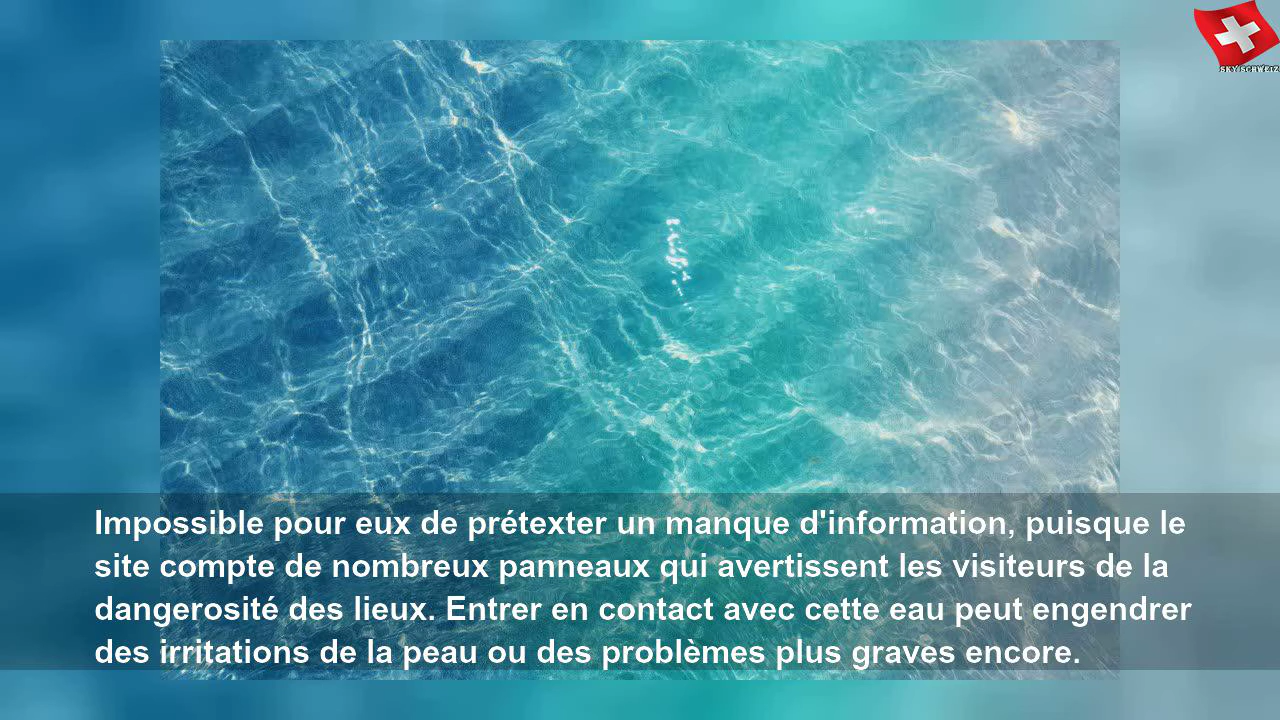 SKY SCHWEIZ
Impossible pour eux de prétexter un manque d'information, puisque le
site compte de nombreux panneaux qui avertissent les visiteurs de la
dangerosité des lieux. Entrer en contact avec cette eau peut engendrer
des irritations de la peau ou des problèmes plus graves encore.